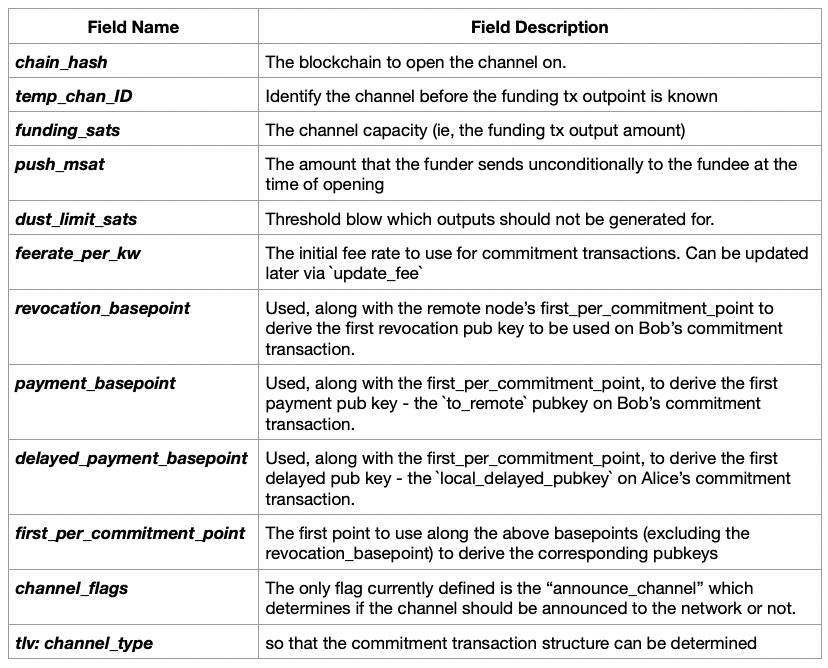 Field Name Field Description
chain_hash The blockchain to open the channel on.
temp_chan_ID Identify the channel before the funding tx outpoint is known
funding_sats The channel capacity (ie, the funding tx output amount)
push_msat The amount that the funder sends unconditionally to the fundee at the
time of opening
dust_limit_sats Threshold blow which outputs should not be generated for.
feerate_per_kw The initial fee rate to use for commitment transactions. Can be updated
later via `update_fee`
revocation_basepoint Used, along with the remote node’s first_per_commitment_point to
derive the first revocation pub key to be used on Bob’s commitment
transaction.
payment_basepoint Used, along with the first_per_commitment_point, to derive the first
payment pub key - the `to_remote` pubkey on Bob’s commitment
transaction.
delayed_payment_basepoint Used, along with the first_per_commitment_point, to derive the first
delayed pub key - the `local_delayed_pubkey` on Alice’s commitment
transaction.
first_per_commitment_point The first point to use along the above basepoints (excluding the
revocation_basepoint) to derive the corresponding pubkeys
channel_flags The only flag currently defined is the “announce_channel” which
determines if the channel should be announced to the network or not.
tlv: channel_type so that the commitment transaction structure can be determined